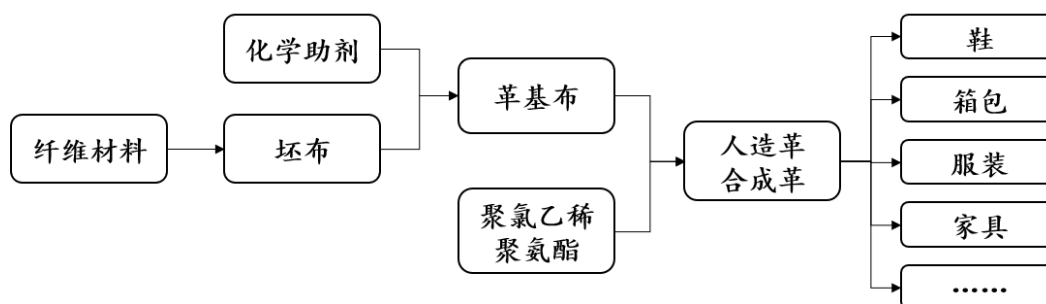 化学助剂
纤维材料
坯布
革基布
聚氯乙稀
聚氨酯
人造革
合成革
鞋
箱包
服装
家具
……